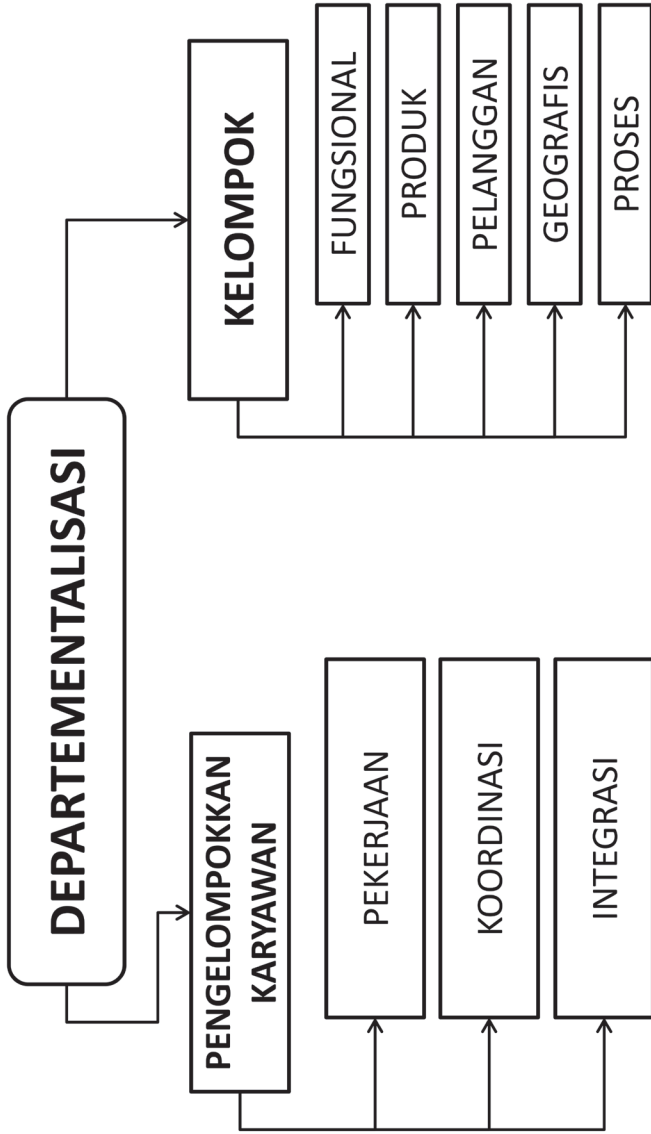 DEPARTEMENTALISASI
PENGELOMPOKKAN
KARYAWAN
PEKERJAAN
KOORDINASI
INTEGRASI
KELOMPOK
FUNGSIONAL
PRODUK
PELANGGAN
GEOGRAFIS
PROSES